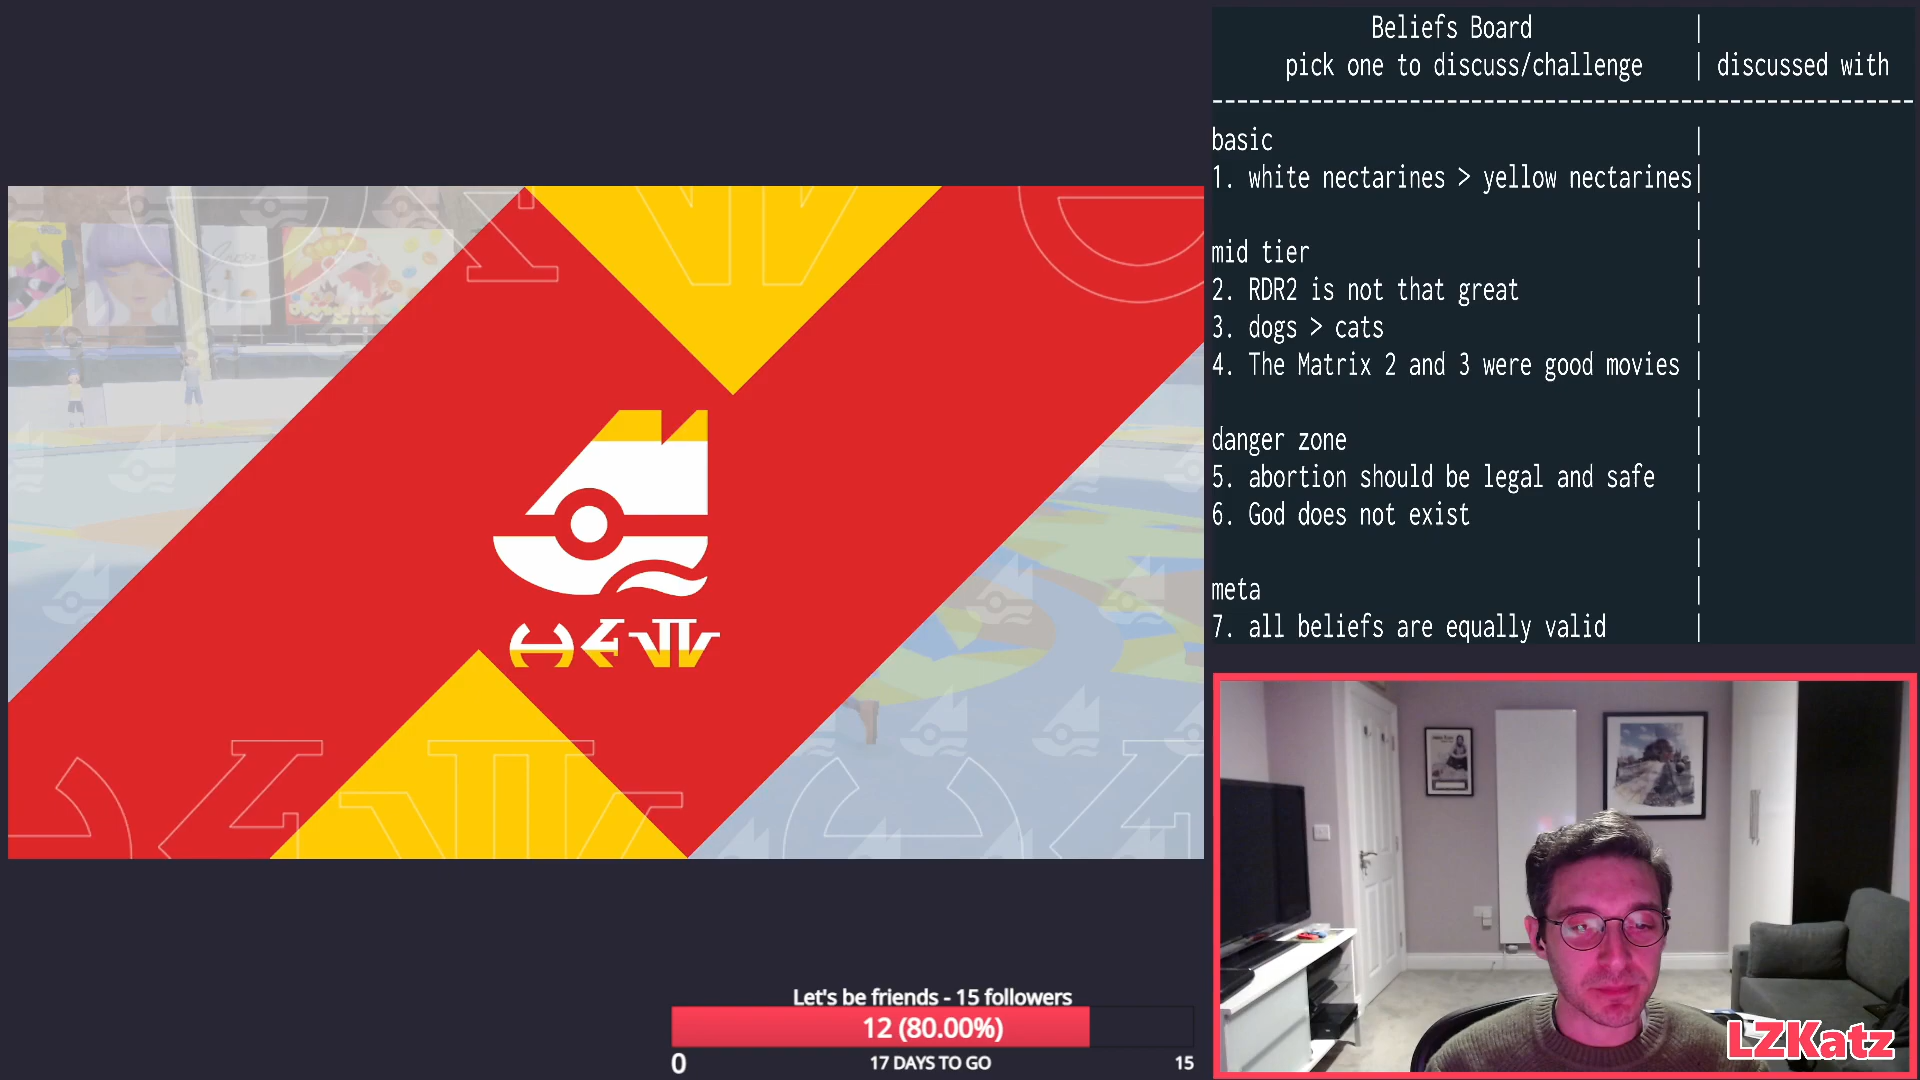 Beliefs Board
pick one to discuss/challenge | discussed with
basic
1. white nectarines > yellow nectarines
mid tier
2. RDR2 is not that great
3. dogs > cats
4. The Matrix 2 and 3 were good movies
danger zone
5. abortion should be legal and safe
6. God does not exist
meta
7. all beliefs are equally valid
Let's be friends - 15 followers
12 (80.00%)
0 17 DAYS TO GO 15
LZKatz